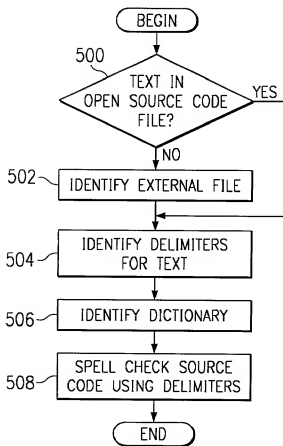 BEGIN
500
TEXT IN
OPEN SOURCE CODE
FILE?
YES
NO
502
IDENTIFY EXTERNAL FILE
504
IDENTIFY DELIMITERS
FOR TEXT
506
IDENTIFY DICTIONARY
508
SPELL CHECK SOURCE
CODE USING DELIMITERS
END